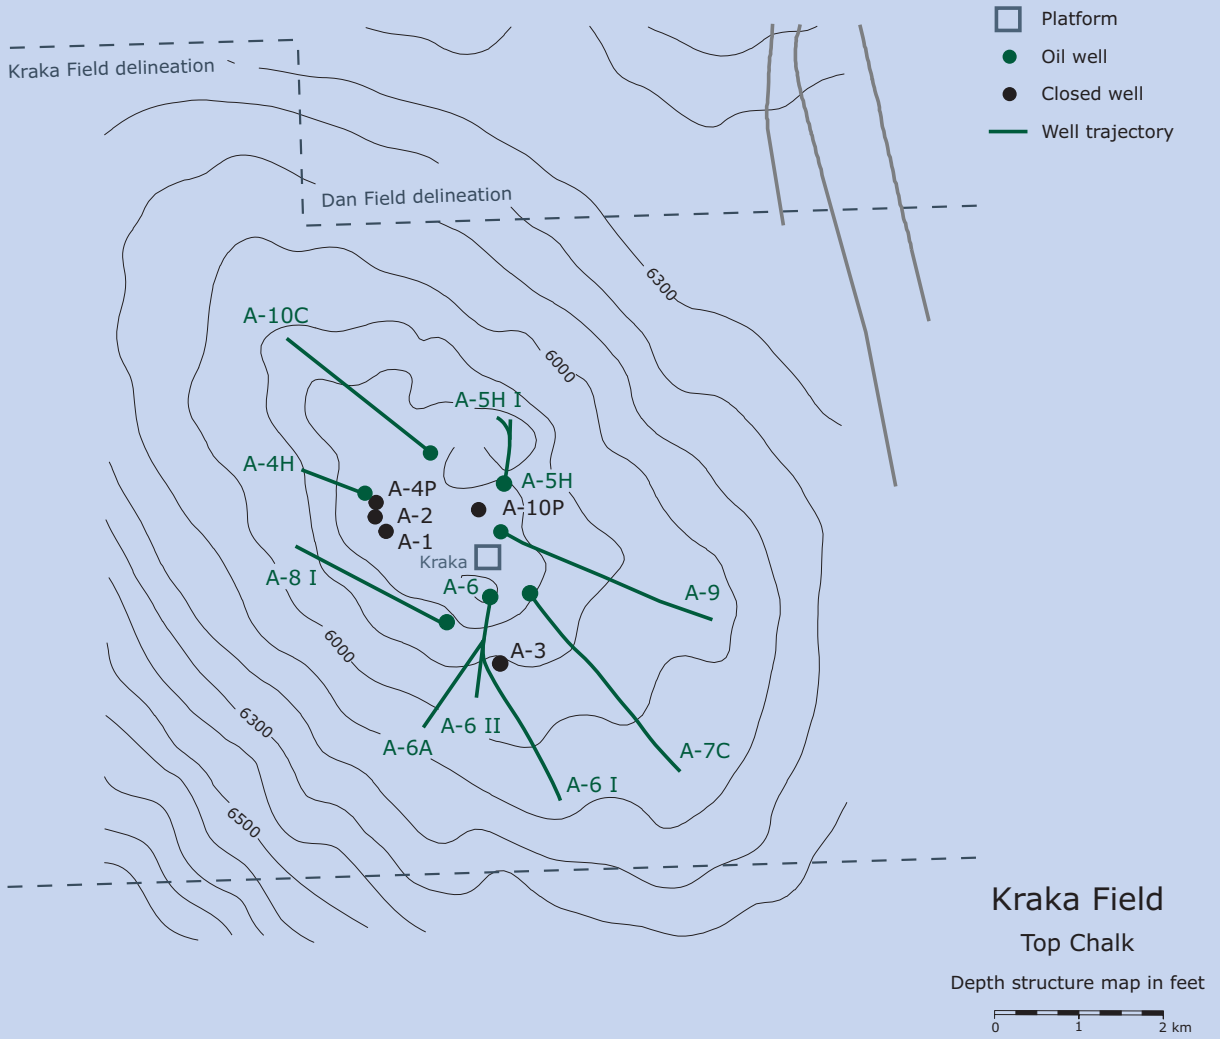 Platform
Oil well
Closed well
Well trajectory
Kraka Field delineation
Dan Field delineation
6300
A-10C
6000
A-5H I
A-4H
A-5H
A-4P
A-10P
A-2
A-1
Kraka
A-8 I
A-6
A-9
6000
A-3
6300
A-6 II
A-6A
A-7C
A-6 I
6500
Kraka Field
Top Chalk
Depth structure map in feet
0 1 2 km